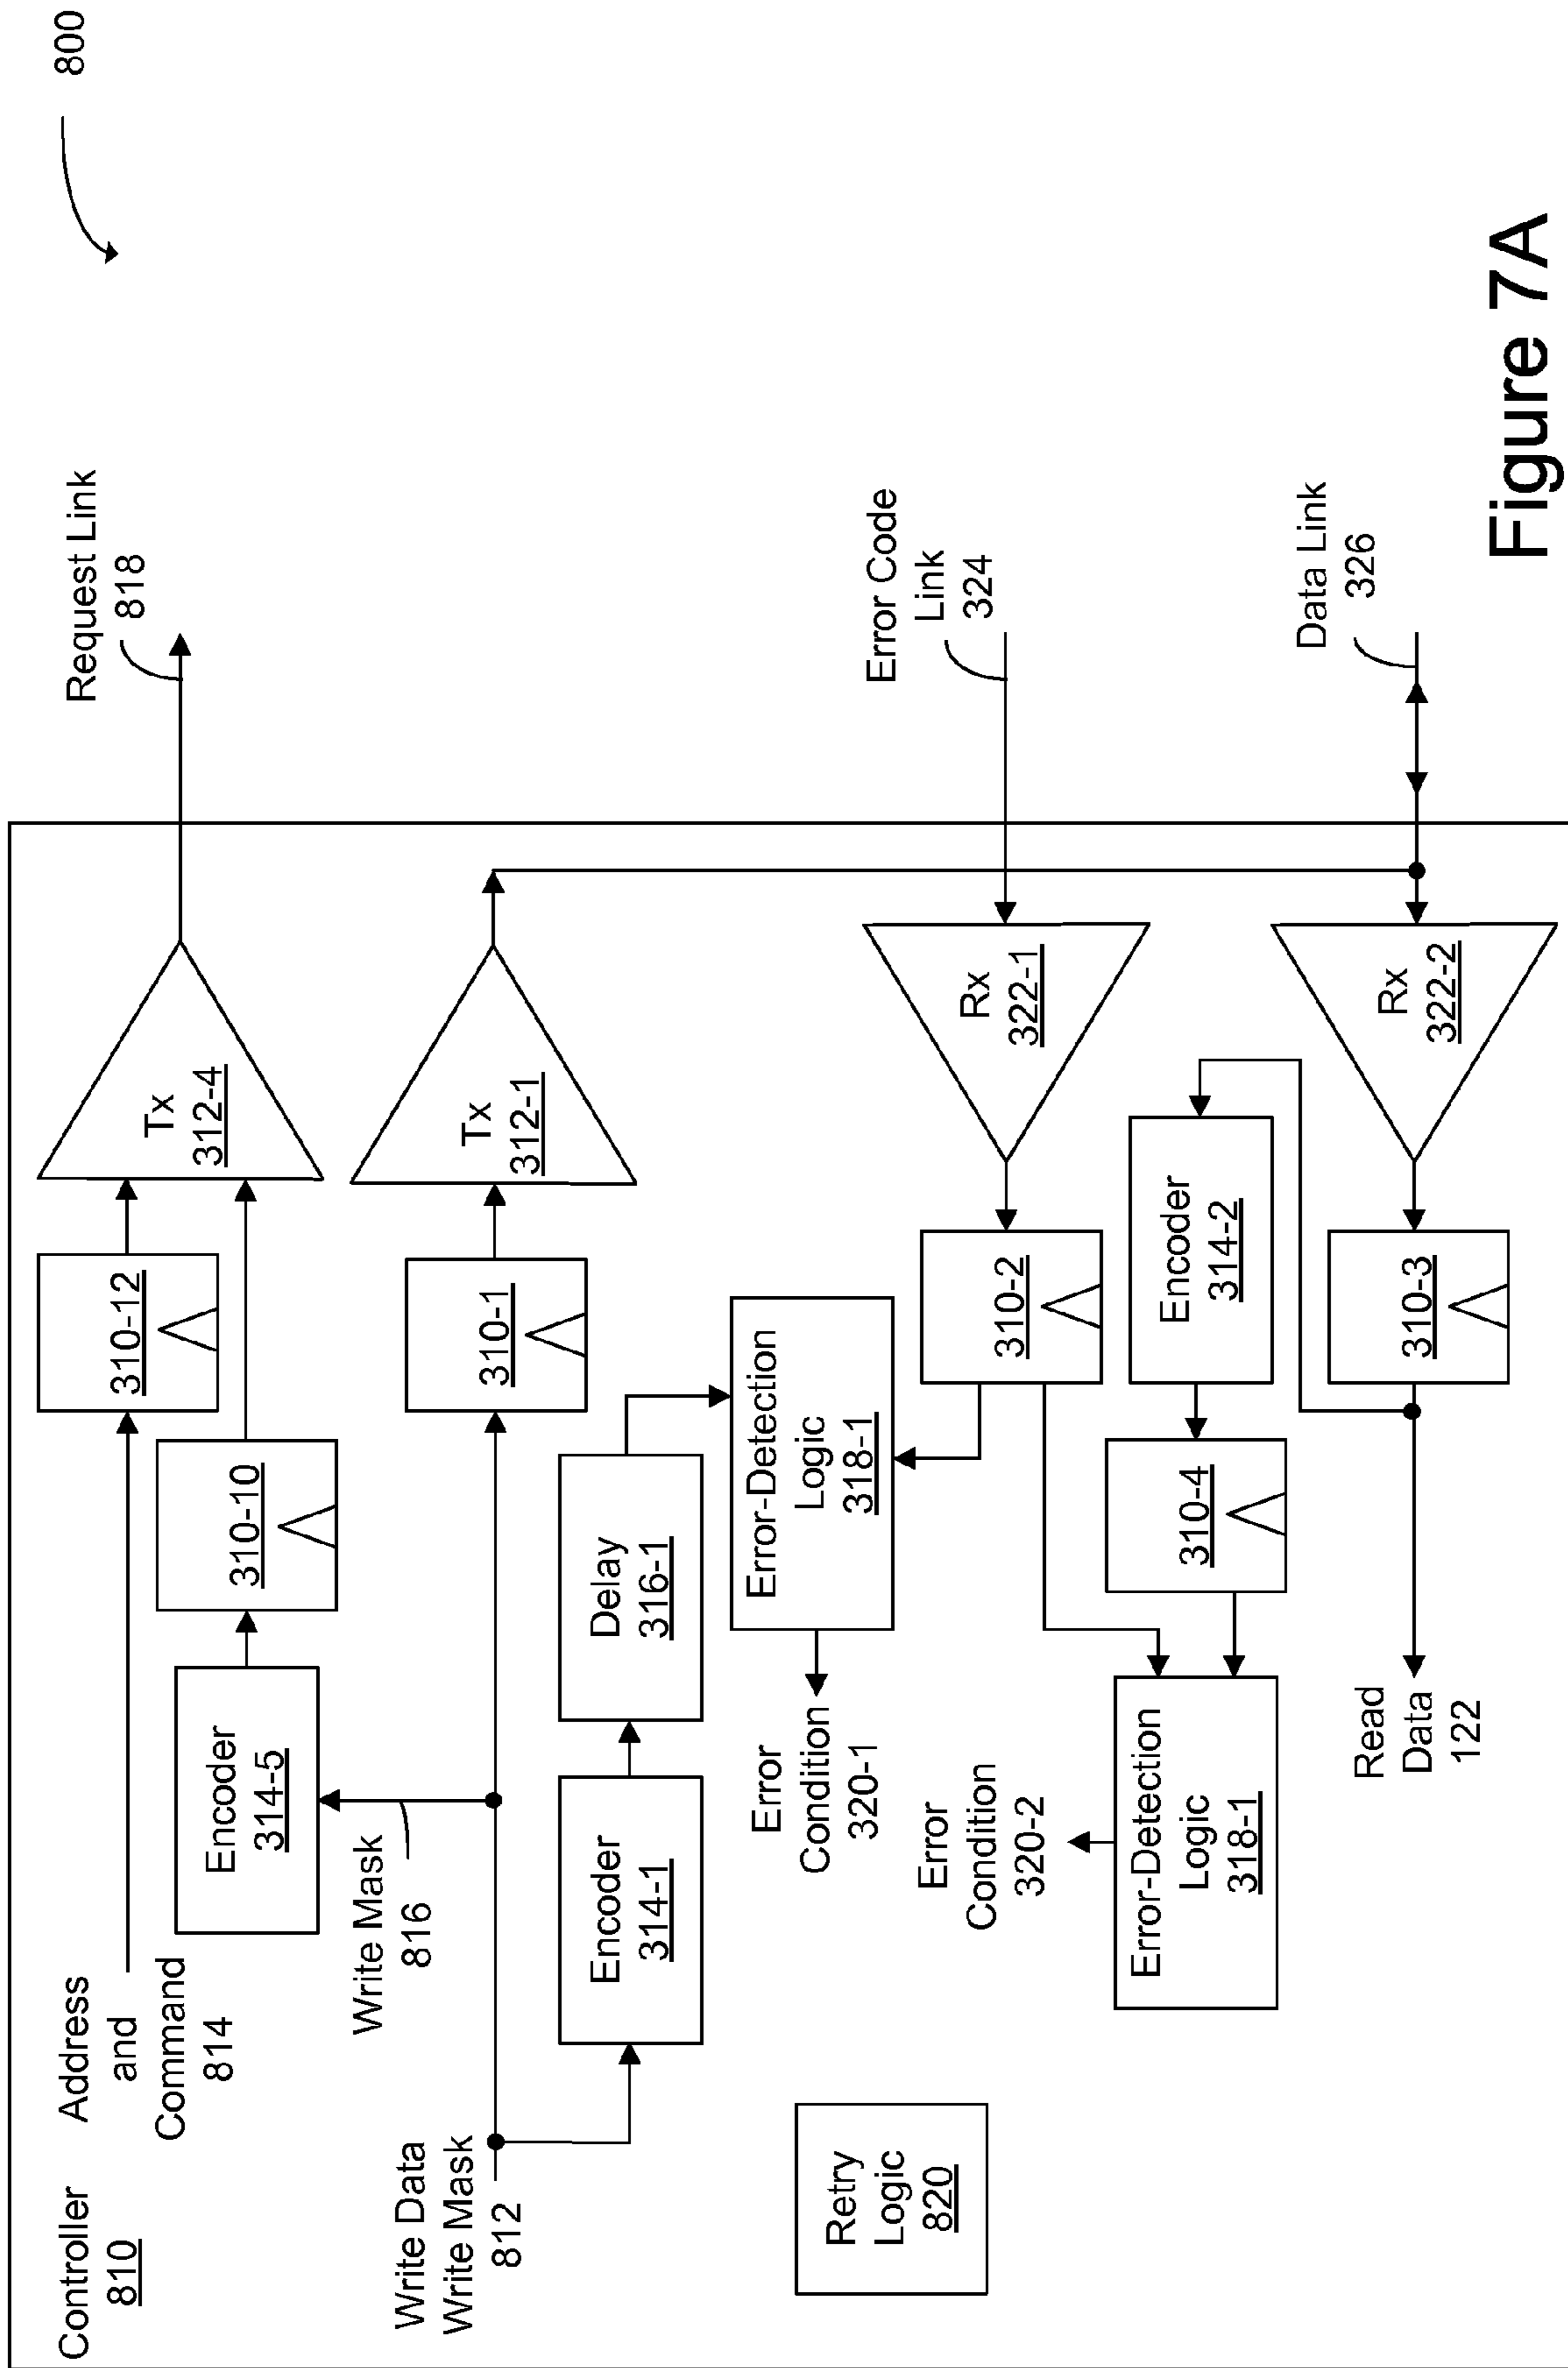 800
Controller
810
Address
and
Command
814
Request Link
818
Tx
312-4
310-12
310-10
Encoder
314-5
Write Mask
816
Write Data
Write Mask
812
Tx
312-1
310-1
Encoder
314-1
Delay
316-1
Error-Detection
Logic
318-1
Error
Condition
320-1
Retry
Logic
820
Error Code
Link
324
Rx
322-1
310-2
Encoder
314-2
310-4
Error-Detection
Logic
318-1
Error
Condition
320-2
Data Link
326
Rx
322-2
310-3
Read
Data
122
Figure 7A